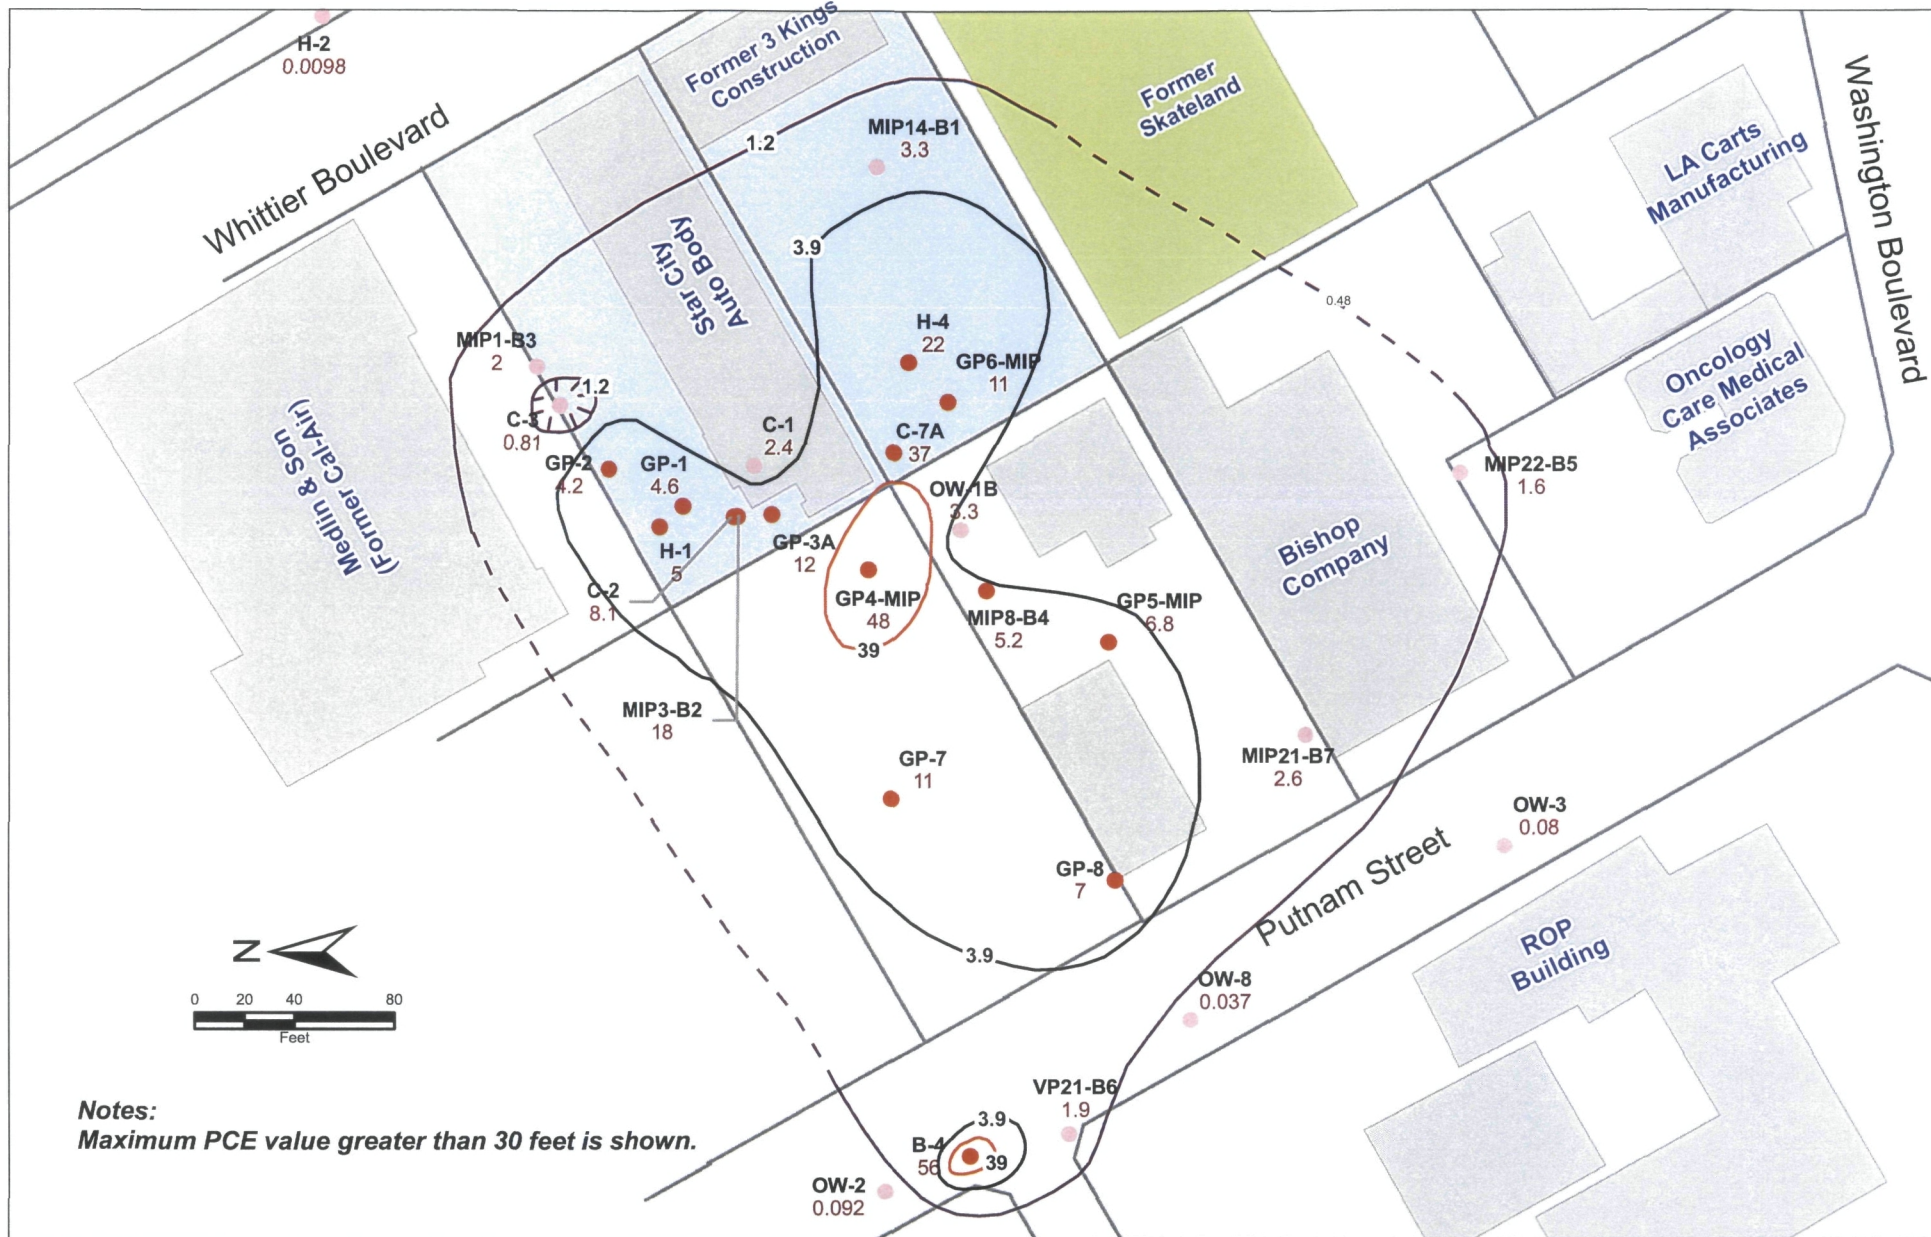 H-2
0.0098
Former 3 Kings
Construction
Former
Skateland
Washington Boulevard
Whittier Boulevard
1.2
MIP14-B1
3.3
LA Carts
Manufacturing
Star City
Auto Body
3.9
0.48
MIP1-B3
2
H-4
22
GP6-MIP
11
Oncology
Care Medical
Associates
1.2
C-3
0.81
C-1
2.4
C-7A
37
Medlin & Son
(Former Cal-Air)
GP-2
4.2
GP-1
4.6
OW-1B
3.3
MIP22-B5
1.6
H-1
5
GP-3A
12
Bishop
Company
C-2
8.1
GP4-MIP
48
39
MIP8-B4
5.2
GP5-MIP
6.8
MIP3-B2
18
GP-7
11
MIP21-B7
2.6
OW-3
0.08
GP-8
7
Putnam Street
3.9
ROP
Building
N
0 20 40 80
Feet
OW-8
0.037
VP21-B6
1.9
3.9
B-4
56
39
OW-2
0.092
Notes:
Maximum PCE value greater than 30 feet is shown.